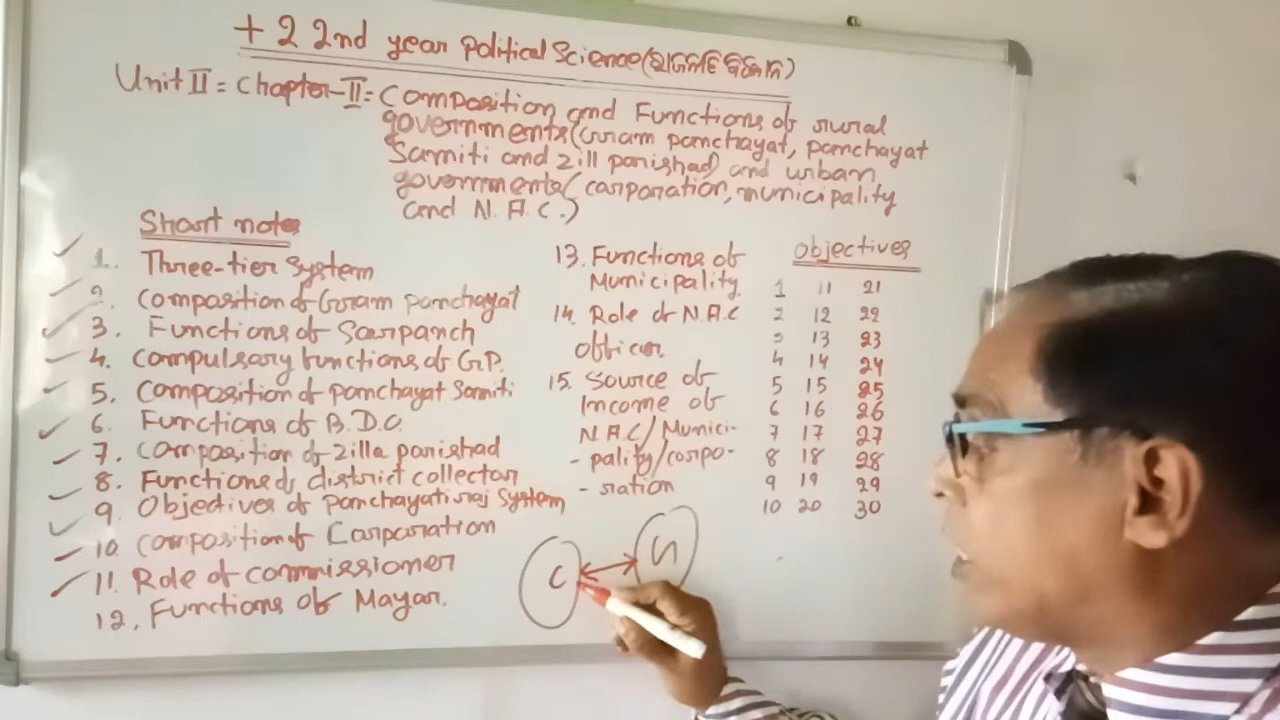 + 2 2nd year Political Science (ରାଜନୀତି ବିଜ୍ଞାନ)
Unit II = Chapter-II = Composition and Functions of rural
governments (Gram panchayat, panchayat
Samiti and zill parishad) and urban
governments (carporation, municipality
and N.A.C.)
Short notes
1. Three-tier System
2. Composition of Gram panchayat
3. Functions of Sarpanch
4. Compulsory functions of G.P.
5. Composition of panchayat Samiti
6. Functions of B.D.O.
7. Composition of Zilla parishad
8. Functions of district collector
9. Objectives of panchayatiraj System
10. Composition of Carporation
11. Role of commissioner
12. Functions of Mayar.
13. Functions of
Municipality
14. Role of N.A.C
Officer
15. Source of
Income of
N.A.C/Munici-
- pality/corpo-
- ration
Objectives
1 11 21
2 12 22
3 13 23
4 14 24
5 15 25
6 16 26
7 17 27
8 18 28
9 19 29
10 20 30
C